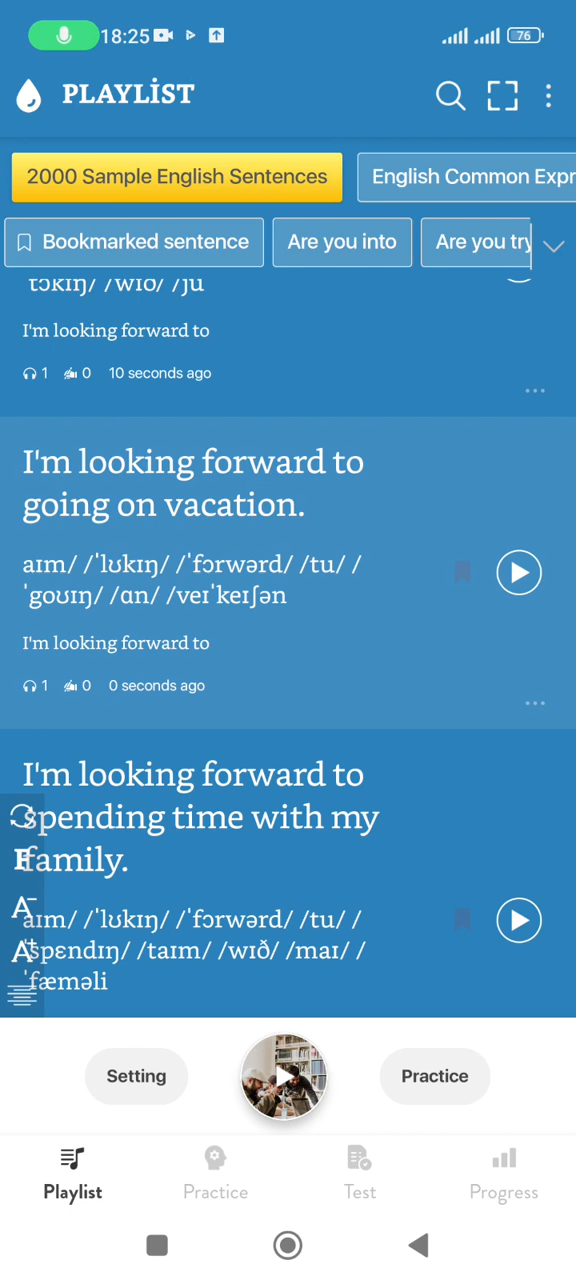 18:25
76
PLAYLİST
2000 Sample English Sentences
English Common Expr
Bookmarked sentence
Are you into
Are you try
tɔkɪŋ/ /wɪð/ /ju
I'm looking forward to
1 0 10 seconds ago
I'm looking forward to
going on vacation.
aɪm/ /ˈlʊkɪŋ/ /ˈfɔrwərd/ /tu/ /
ˈgoʊɪŋ/ /ɑn/ /veɪˈkeɪʃən
I'm looking forward to
1 0 0 seconds ago
I'm looking forward to
spending time with my
family.
aɪm/ /ˈlʊkɪŋ/ /ˈfɔrwərd/ /tu/ /
ˈspɛndɪŋ/ /taɪm/ /wɪð/ /maɪ/ /
ˈfæməli
F
A-
A+
Setting
Practice
Playlist
Practice
Test
Progress